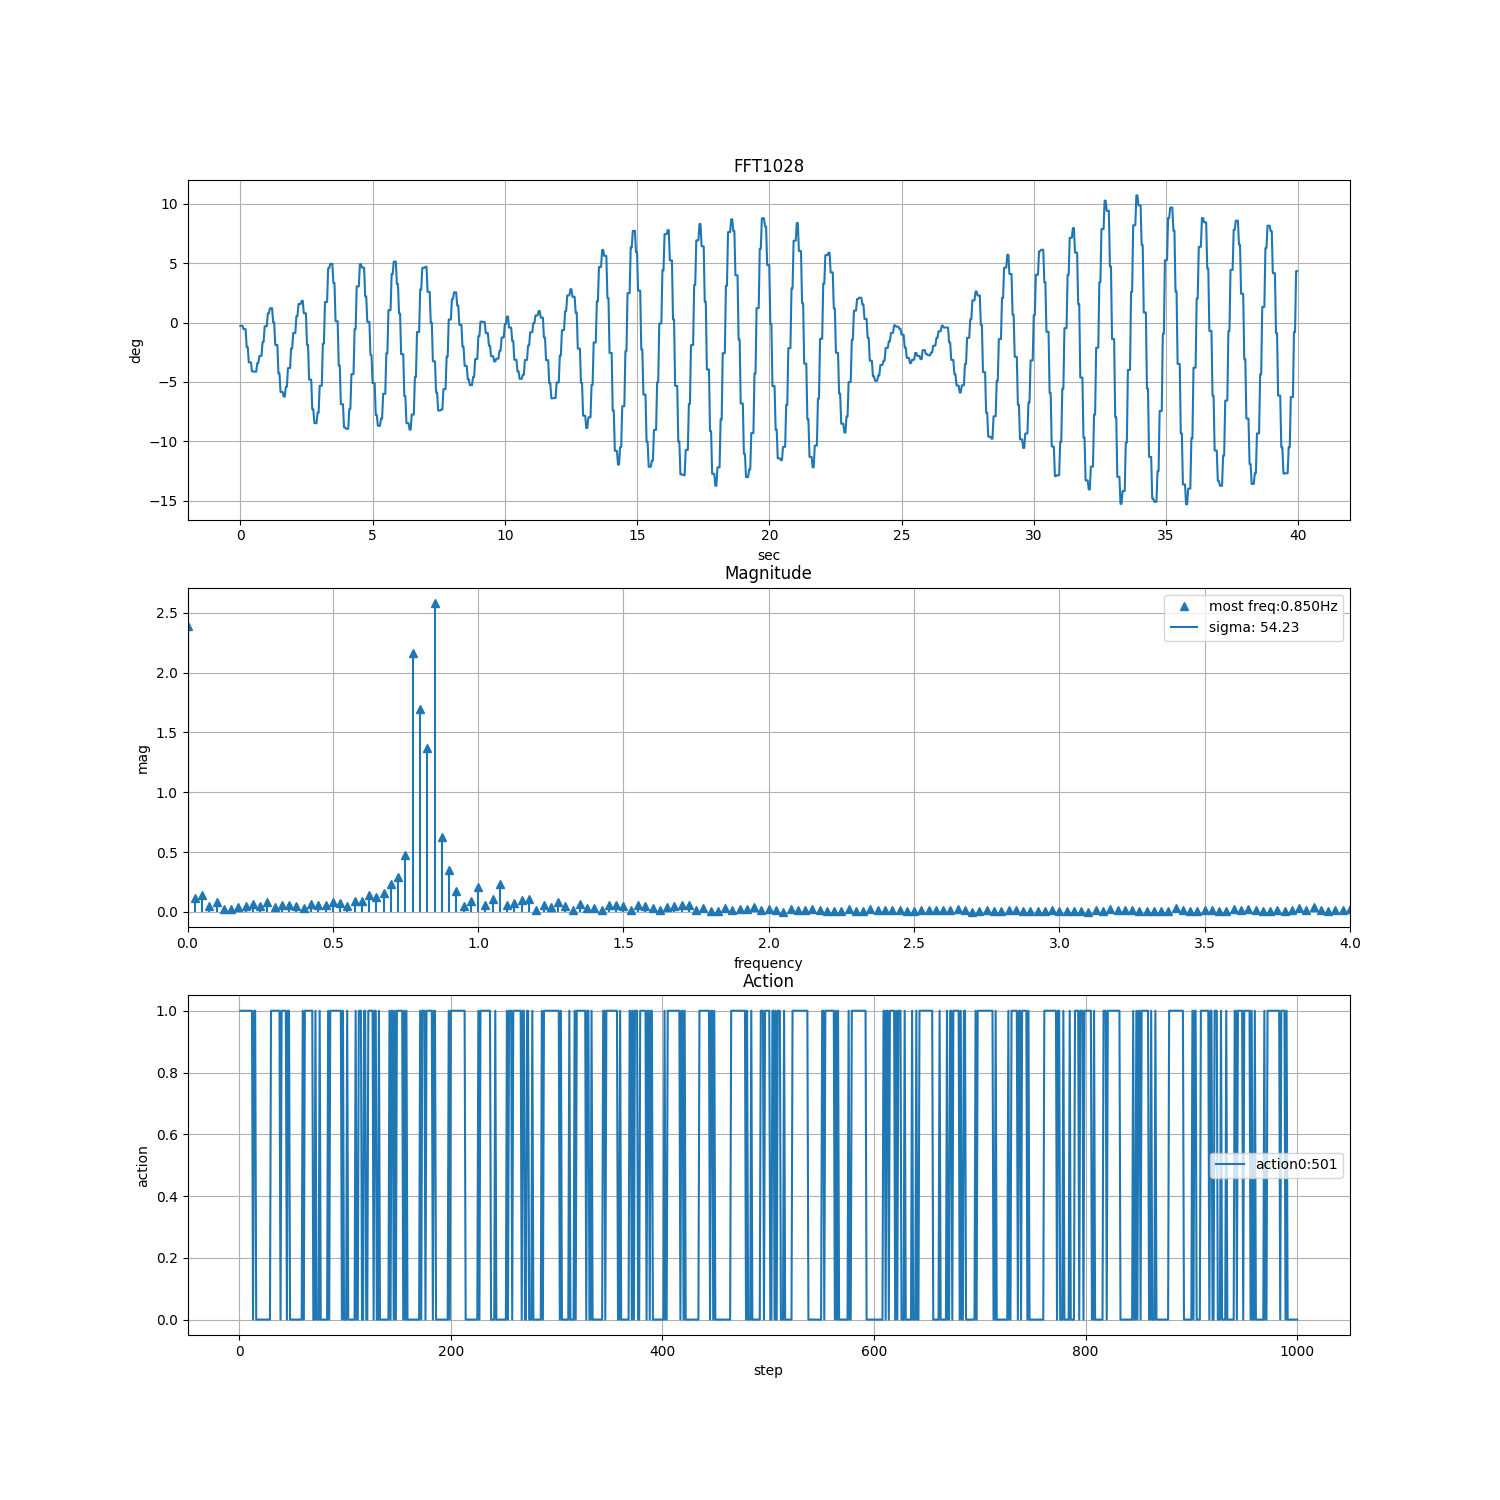 FFT1028
10
5
0
−5
−10
−15
deg
0 5 10 15 20 25 30 35 40
sec
Magnitude
most freq:0.850Hz
sigma: 54.23
2.5
2.0
1.5
1.0
0.5
0.0
mag
0.0 0.5 1.0 1.5 2.0 2.5 3.0 3.5 4.0
frequency
Action
1.0
0.8
0.6
0.4
0.2
0.0
action
action0:501
0 200 400 600 800 1000
step